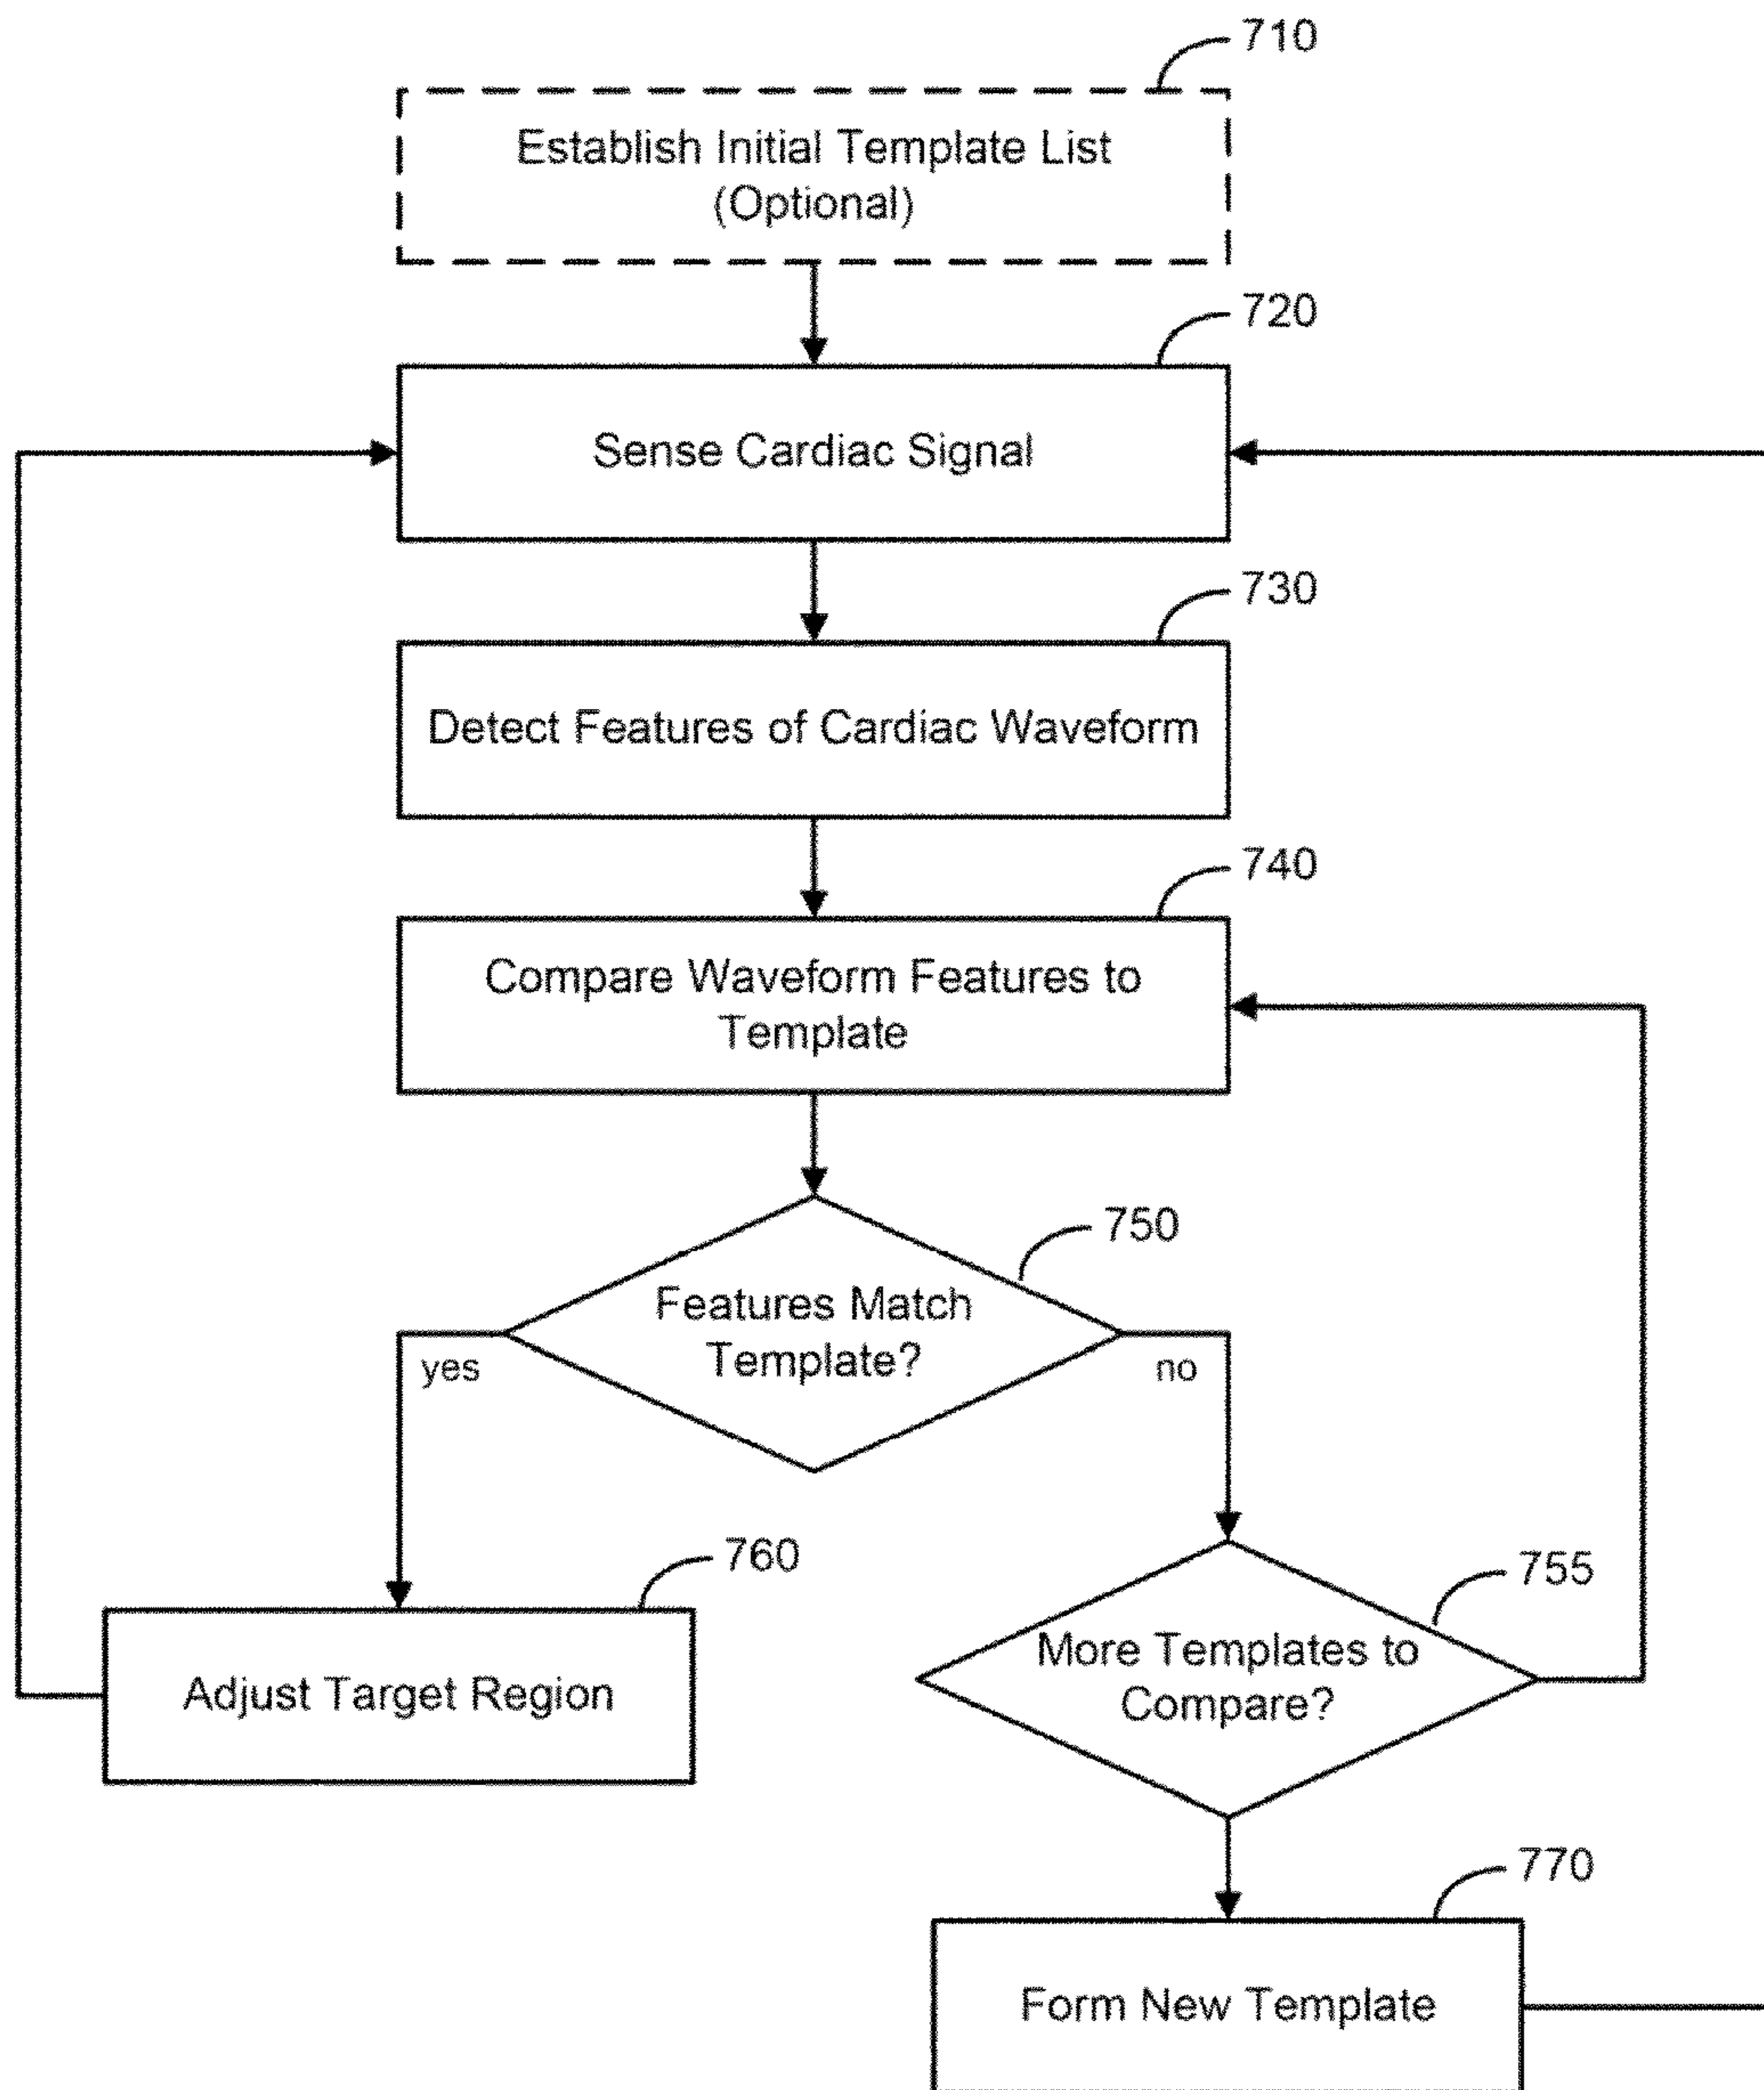 710
Establish Initial Template List
(Optional)
720
Sense Cardiac Signal
730
Detect Features of Cardiac Waveform
740
Compare Waveform Features to
Template
750
Features Match
Template?
yes
no
760
Adjust Target Region
755
More Templates to
Compare?
770
Form New Template